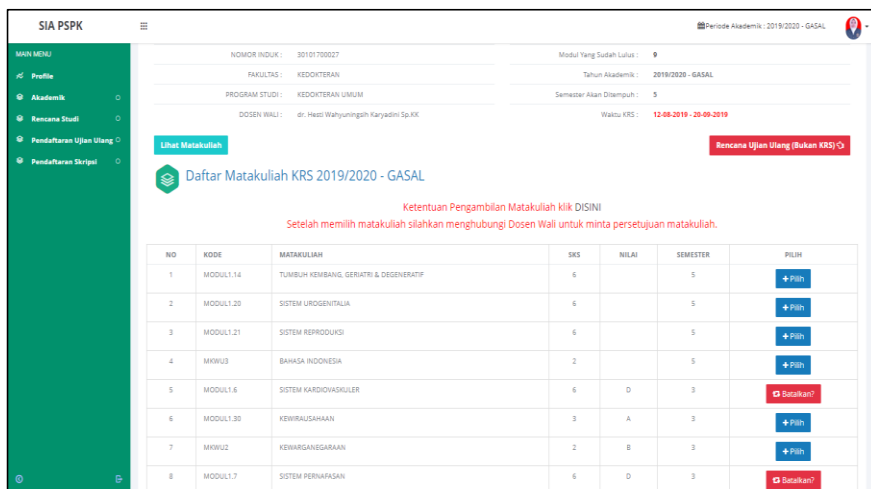 SIA PSPK
Periode Akademik : 2019/2020 - GASAL
MAIN MENU
Profile
Akademik
Rencana Studi
Pendaftaran Ujian Ulang
Pendaftaran Skripsi
NOMOR INDUK : 30101700027 Modul Yang Sudah Lulus : 9
FAKULTAS : KEDOKTERAN Tahun Akademik : 2019/2020 - GASAL
PROGRAM STUDI : KEDOKTERAN UMUM Semester Akan Ditempuh : 5
DOSEN WALI : dr. Hesti Wahyuningsih Karyadini Sp.KK Waktu KRS : 12-08-2019 - 20-09-2019
Lihat Matakuliah Rencana Ujian Ulang (Bukan KRS)
Daftar Matakuliah KRS 2019/2020 - GASAL
Ketentuan Pengambilan Matakuliah klik DISINI
Setelah memilih matakuliah silahkan menghubungi Dosen Wali untuk minta persetujuan matakuliah.
NO KODE MATAKULIAH SKS NILAI SEMESTER PILIH
1 MODUL1.14 TUMBUH KEMBANG, GERIATRI & DEGENERATIF 6 5 +Pilih
2 MODUL1.20 SISTEM UROGENITALIA 6 5 +Pilih
3 MODUL1.21 SISTEM REPRODUKSI 6 5 +Pilih
4 MKWU3 BAHASA INDONESIA 2 5 +Pilih
5 MODUL1.6 SISTEM KARDIOVASKULER 6 D 3 Batalkan?
6 MODUL1.30 KEWIRAUSAHAAN 3 A 3 +Pilih
7 MKWU2 KEWARGANEGARAAN 2 B 3 +Pilih
8 MODUL1.7 SISTEM PERNAFASAN 6 D 3 Batalkan?